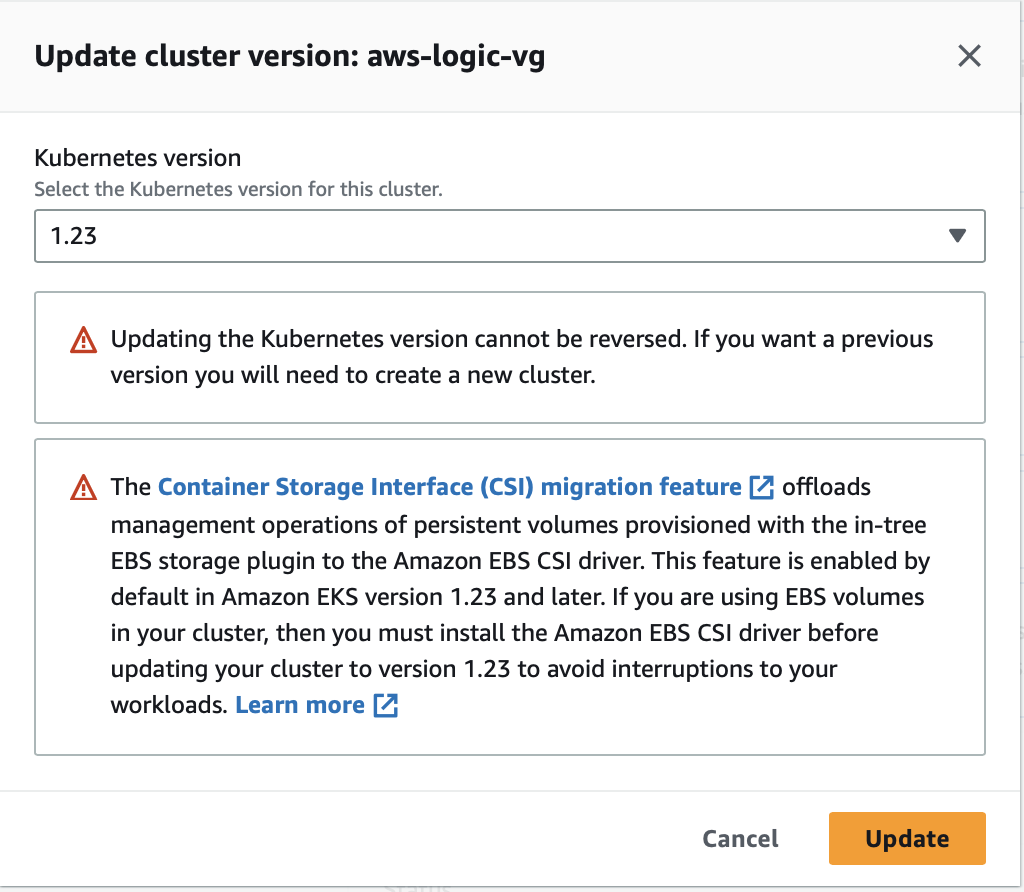 Update cluster version: aws-logic-vg
Kubernetes version
Select the Kubernetes version for this cluster.
1.23
Updating the Kubernetes version cannot be reversed. If you want a previous
version you will need to create a new cluster.
The Container Storage Interface (CSI) migration feature offloads
management operations of persistent volumes provisioned with the in-tree
EBS storage plugin to the Amazon EBS CSI driver. This feature is enabled by
default in Amazon EKS version 1.23 and later. If you are using EBS volumes
in your cluster, then you must install the Amazon EBS CSI driver before
updating your cluster to version 1.23 to avoid interruptions to your
workloads. Learn more
Cancel Update